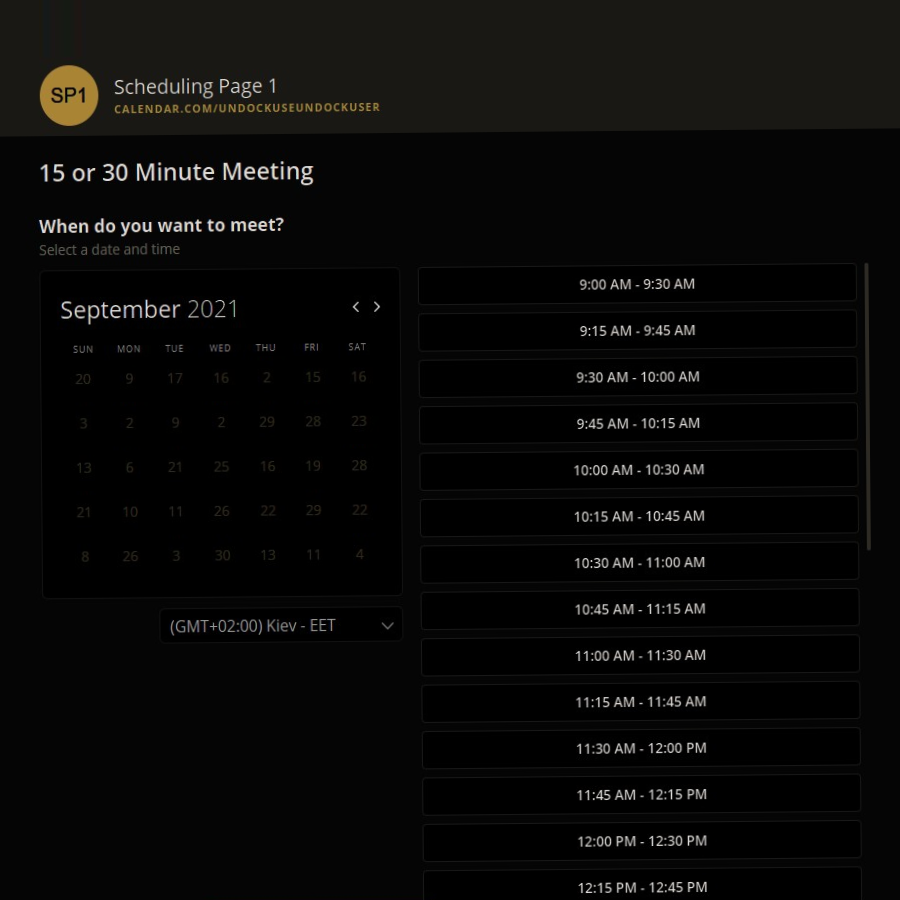 SP1
Scheduling Page 1
CALENDAR.COM/UNDOCKUSEUNDOCKUSER
15 or 30 Minute Meeting
When do you want to meet?
Select a date and time
September 2021
SUN MON TUE WED THU FRI SAT
20 9 17 16 2 15 16
3 2 9 2 29 28 23
13 6 21 25 16 19 28
21 10 11 26 22 29 22
8 26 3 30 13 11 4
(GMT+02:00) Kiev - EET
9:00 AM - 9:30 AM
9:15 AM - 9:45 AM
9:30 AM - 10:00 AM
9:45 AM - 10:15 AM
10:00 AM - 10:30 AM
10:15 AM - 10:45 AM
10:30 AM - 11:00 AM
10:45 AM - 11:15 AM
11:00 AM - 11:30 AM
11:15 AM - 11:45 AM
11:30 AM - 12:00 PM
11:45 AM - 12:15 PM
12:00 PM - 12:30 PM
12:15 PM - 12:45 PM